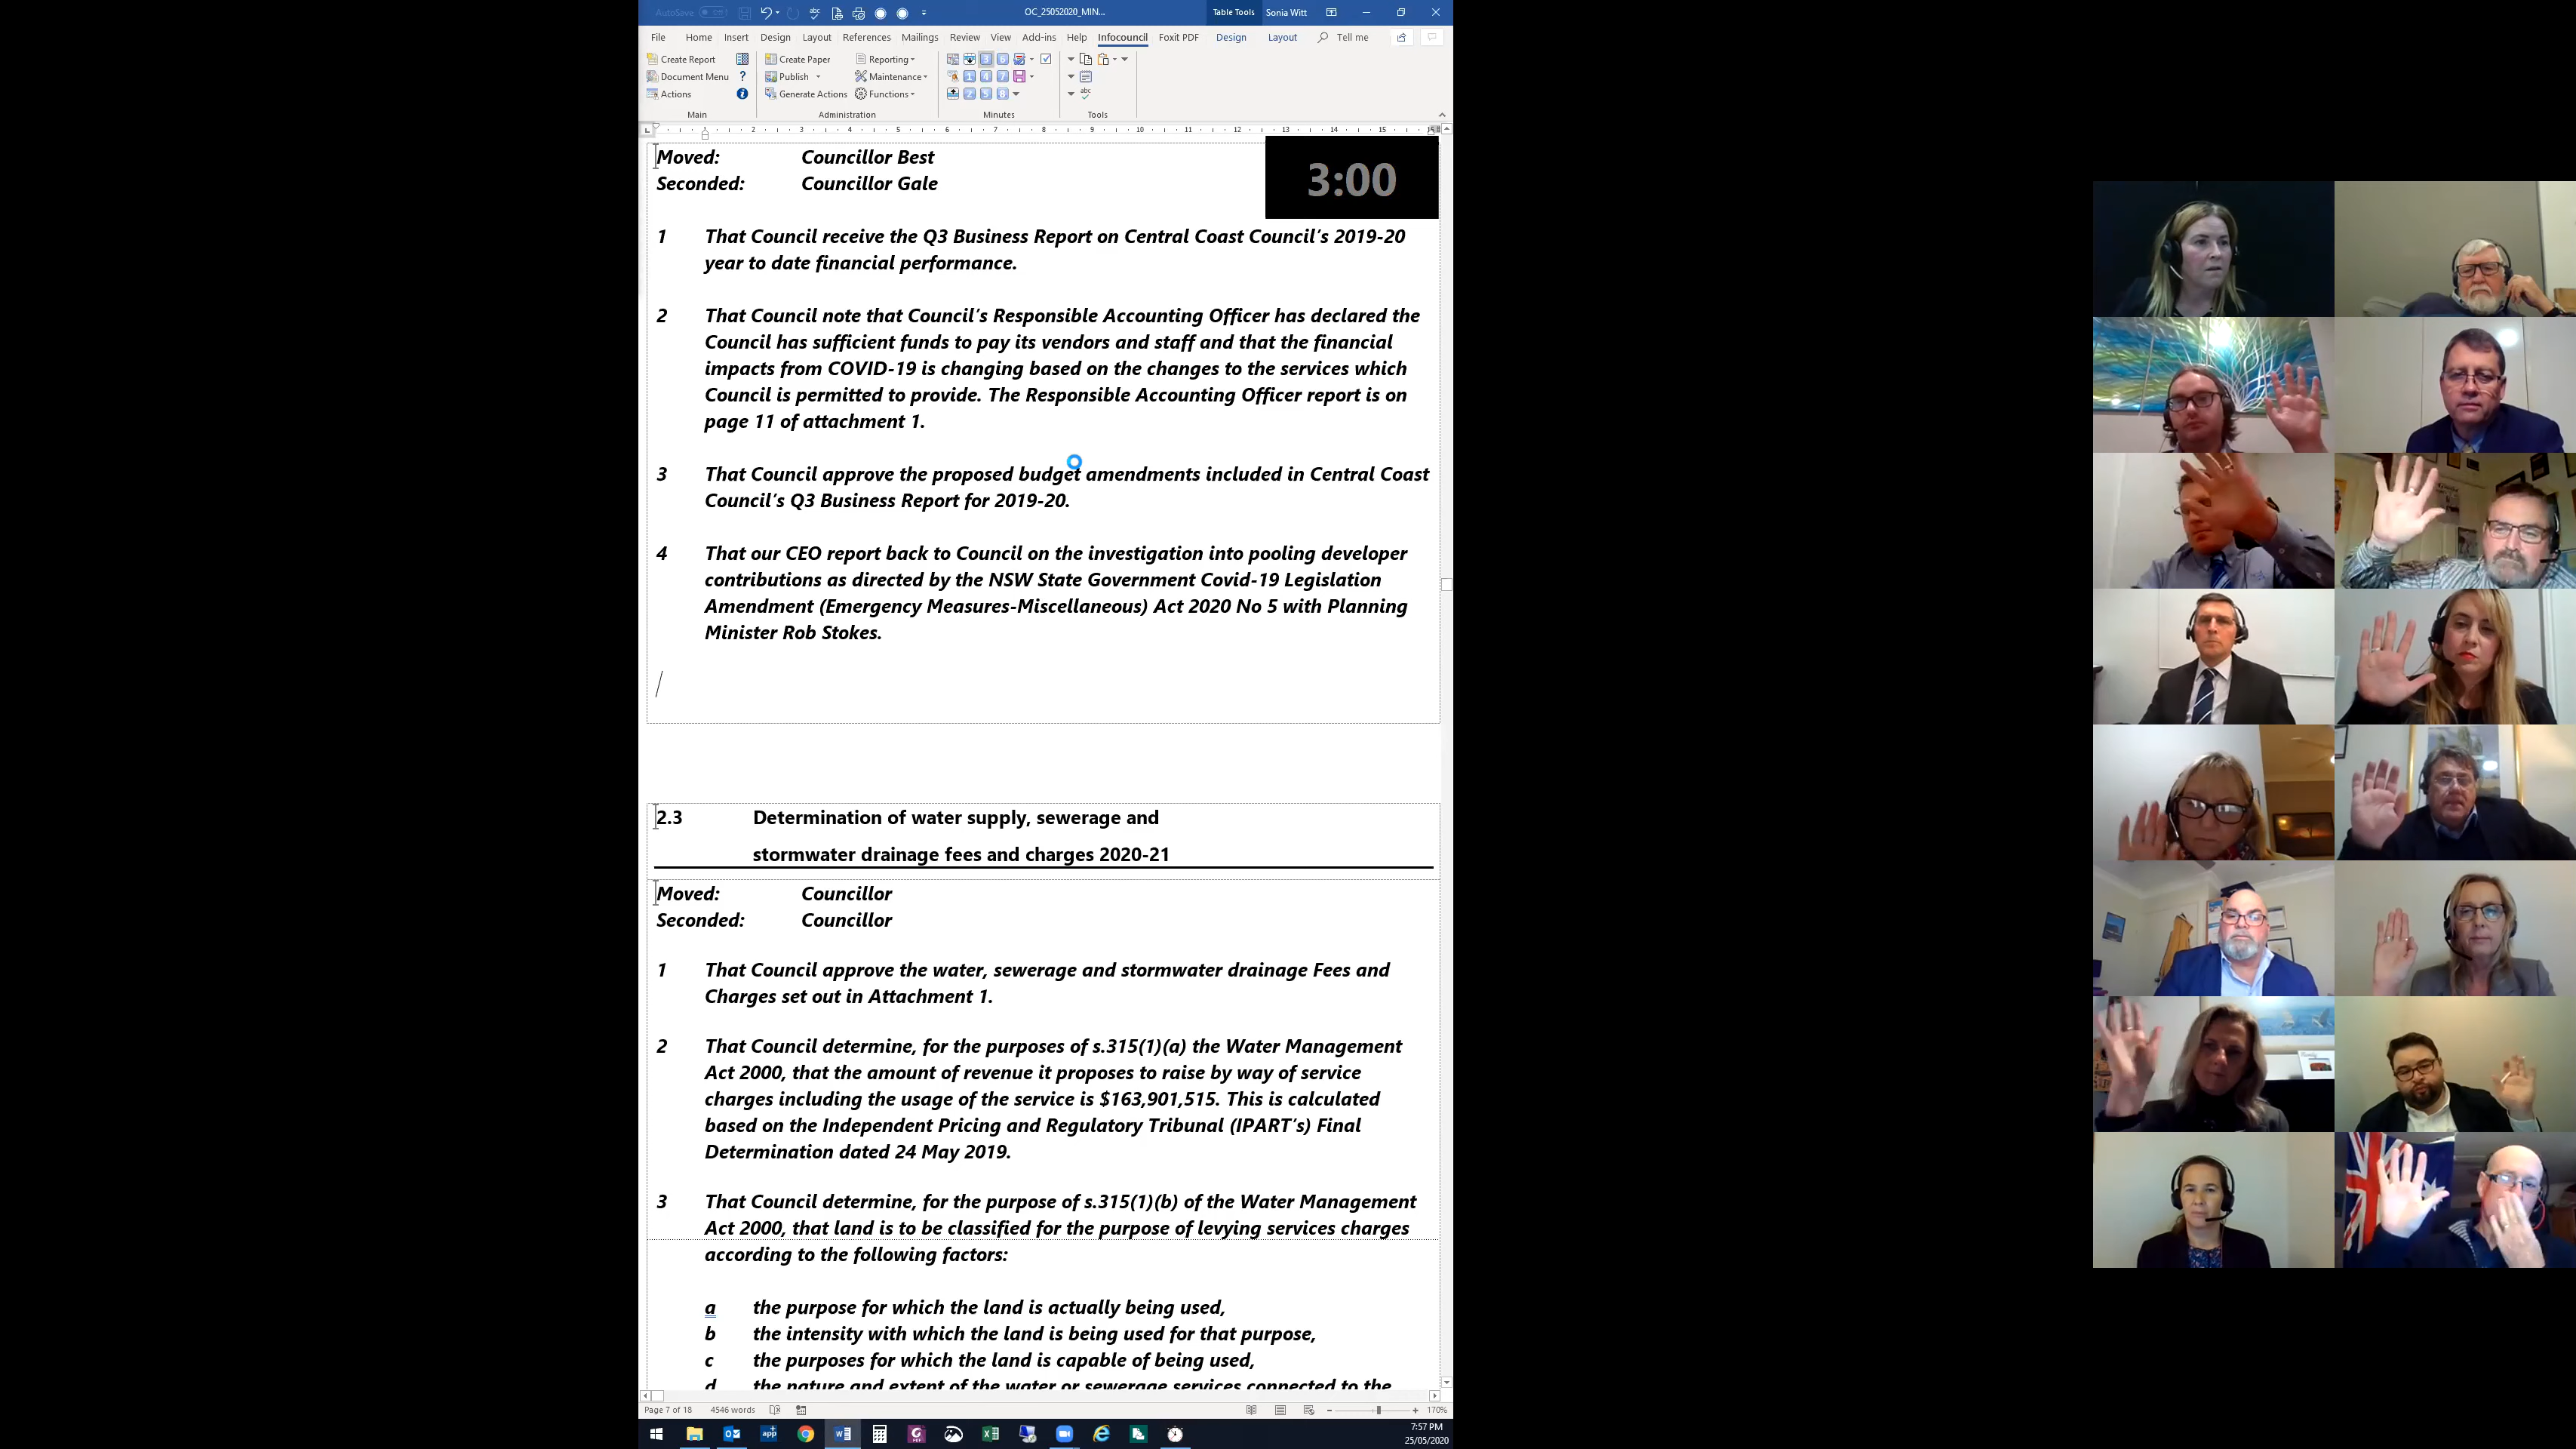 AutoSave Off
OC_25052020_MIN...
Table Tools
Sonia Witt
File Home Insert Design Layout References Mailings Review View Add-ins Help Infocouncil Foxit PDF Design Layout Tell me
Create Report Create Paper Reporting
Document Menu Publish Maintenance
Actions Generate Actions Functions
Main Administration Minutes Tools
Moved: Councillor Best
Seconded: Councillor Gale
3:00
1 That Council receive the Q3 Business Report on Central Coast Council's 2019-20
year to date financial performance.
2 That Council note that Council's Responsible Accounting Officer has declared the
Council has sufficient funds to pay its vendors and staff and that the financial
impacts from COVID-19 is changing based on the changes to the services which
Council is permitted to provide. The Responsible Accounting Officer report is on
page 11 of attachment 1.
3 That Council approve the proposed budget amendments included in Central Coast
Council's Q3 Business Report for 2019-20.
4 That our CEO report back to Council on the investigation into pooling developer
contributions as directed by the NSW State Government Covid-19 Legislation
Amendment (Emergency Measures-Miscellaneous) Act 2020 No 5 with Planning
Minister Rob Stokes.
/
2.3 Determination of water supply, sewerage and
stormwater drainage fees and charges 2020-21
Moved: Councillor
Seconded: Councillor
1 That Council approve the water, sewerage and stormwater drainage Fees and
Charges set out in Attachment 1.
2 That Council determine, for the purposes of s.315(1)(a) the Water Management
Act 2000, that the amount of revenue it proposes to raise by way of service
charges including the usage of the service is $163,901,515. This is calculated
based on the Independent Pricing and Regulatory Tribunal (IPART's) Final
Determination dated 24 May 2019.
3 That Council determine, for the purpose of s.315(1)(b) of the Water Management
Act 2000, that land is to be classified for the purpose of levying services charges
according to the following factors:
a the purpose for which the land is actually being used,
b the intensity with which the land is being used for that purpose,
c the purposes for which the land is capable of being used,
d the nature and extent of the water or sewerage services connected to the
Page 7 of 18 4546 words
170%
7:57 PM
25/05/2020